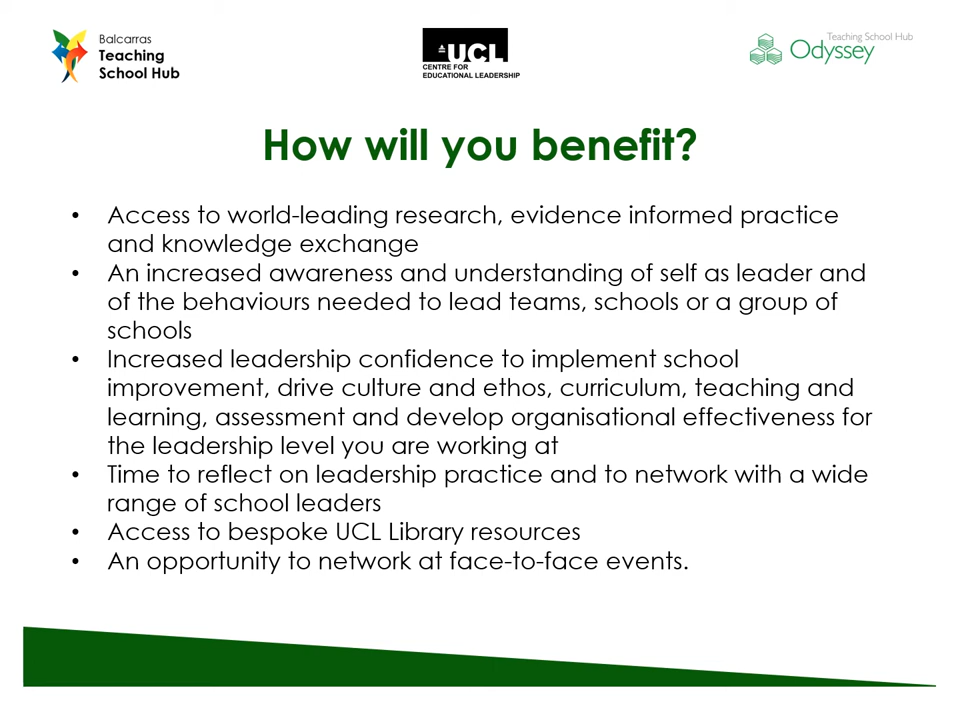 Balcarras
Teaching
School Hub
UCL
CENTRE FOR
EDUCATIONAL LEADERSHIP
Teaching School Hub
Odyssey
How will you benefit?
• Access to world-leading research, evidence informed practice
and knowledge exchange
• An increased awareness and understanding of self as leader and
of the behaviours needed to lead teams, schools or a group of
schools
• Increased leadership confidence to implement school
improvement, drive culture and ethos, curriculum, teaching and
learning, assessment and develop organisational effectiveness for
the leadership level you are working at
• Time to reflect on leadership practice and to network with a wide
range of school leaders
• Access to bespoke UCL Library resources
• An opportunity to network at face-to-face events.